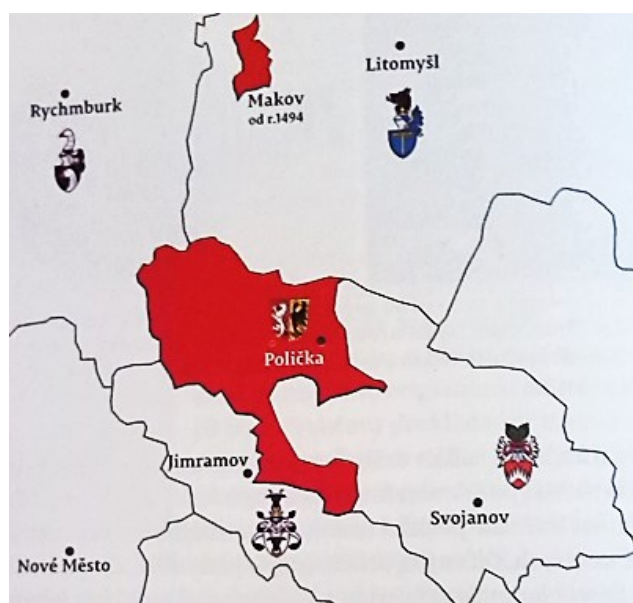 Litomyšl
Rychmburk
Makov
od r.1494
Polička
Jimramov
Svojanov
Nové Město